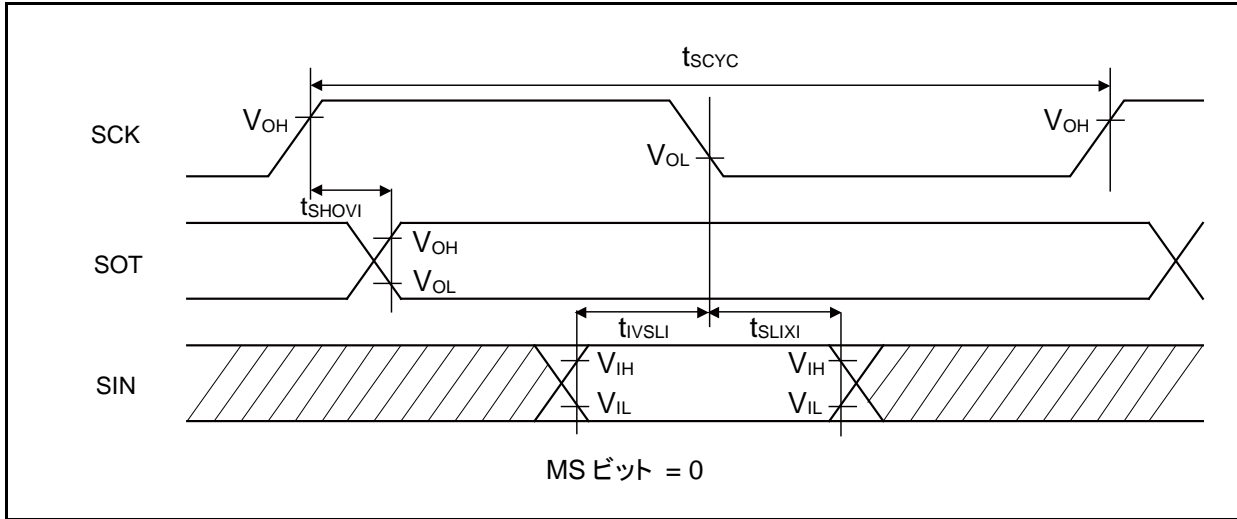 tSCYC
SCK
VOH
VOL
VOH
tSHOVI
SOT
VOH
VOL
tIVSLI
tSLIXI
SIN
VIH
VIL
VIH
VIL
MS ビット = 0